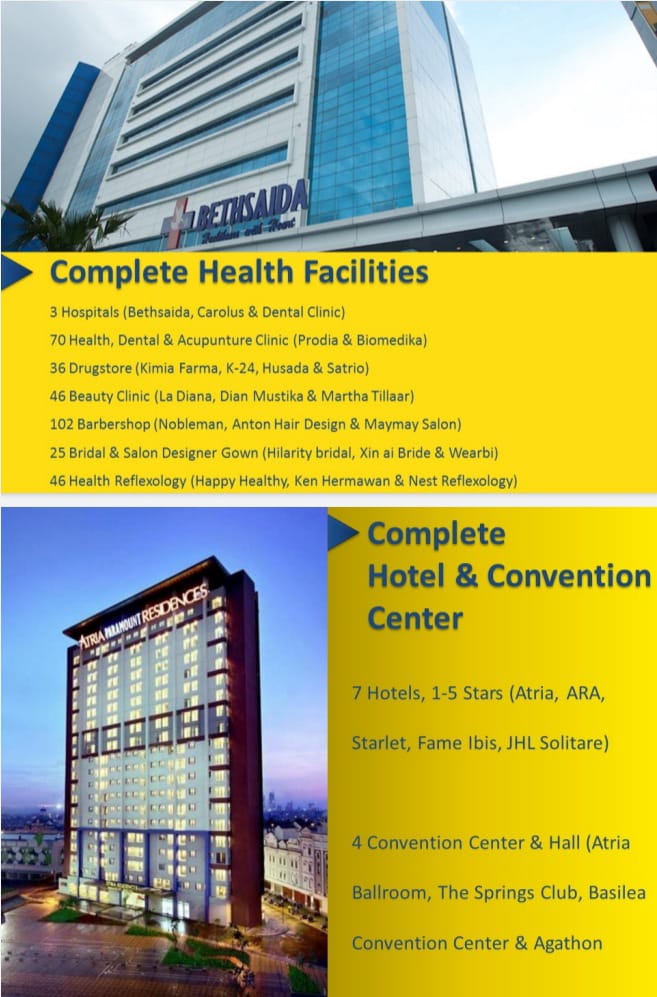 BETHSAIDA
Complete Health Facilities
3 Hospitals (Bethsaida, Carolus & Dental Clinic)
70 Health, Dental & Acupunture Clinic (Prodia & Biomedika)
36 Drugstore (Kimia Farma, K-24, Husada & Satrio)
46 Beauty Clinic (La Diana, Dian Mustika & Martha Tillaar)
102 Barbershop (Nobleman, Anton Hair Design & Maymay Salon)
25 Bridal & Salon Designer Gown (Hilarity bridal, Xin ai Bride & Wearbi)
46 Health Reflexology (Happy Healthy, Ken Hermawan & Nest Reflexology)
ATRIA PARAMOUNT RESIDENCES
Complete
Hotel & Convention
Center
7 Hotels, 1-5 Stars (Atria, ARA,
Starlet, Fame Ibis, JHL Solitare)
4 Convention Center & Hall (Atria
Ballroom, The Springs Club, Basilea
Convention Center & Agathon